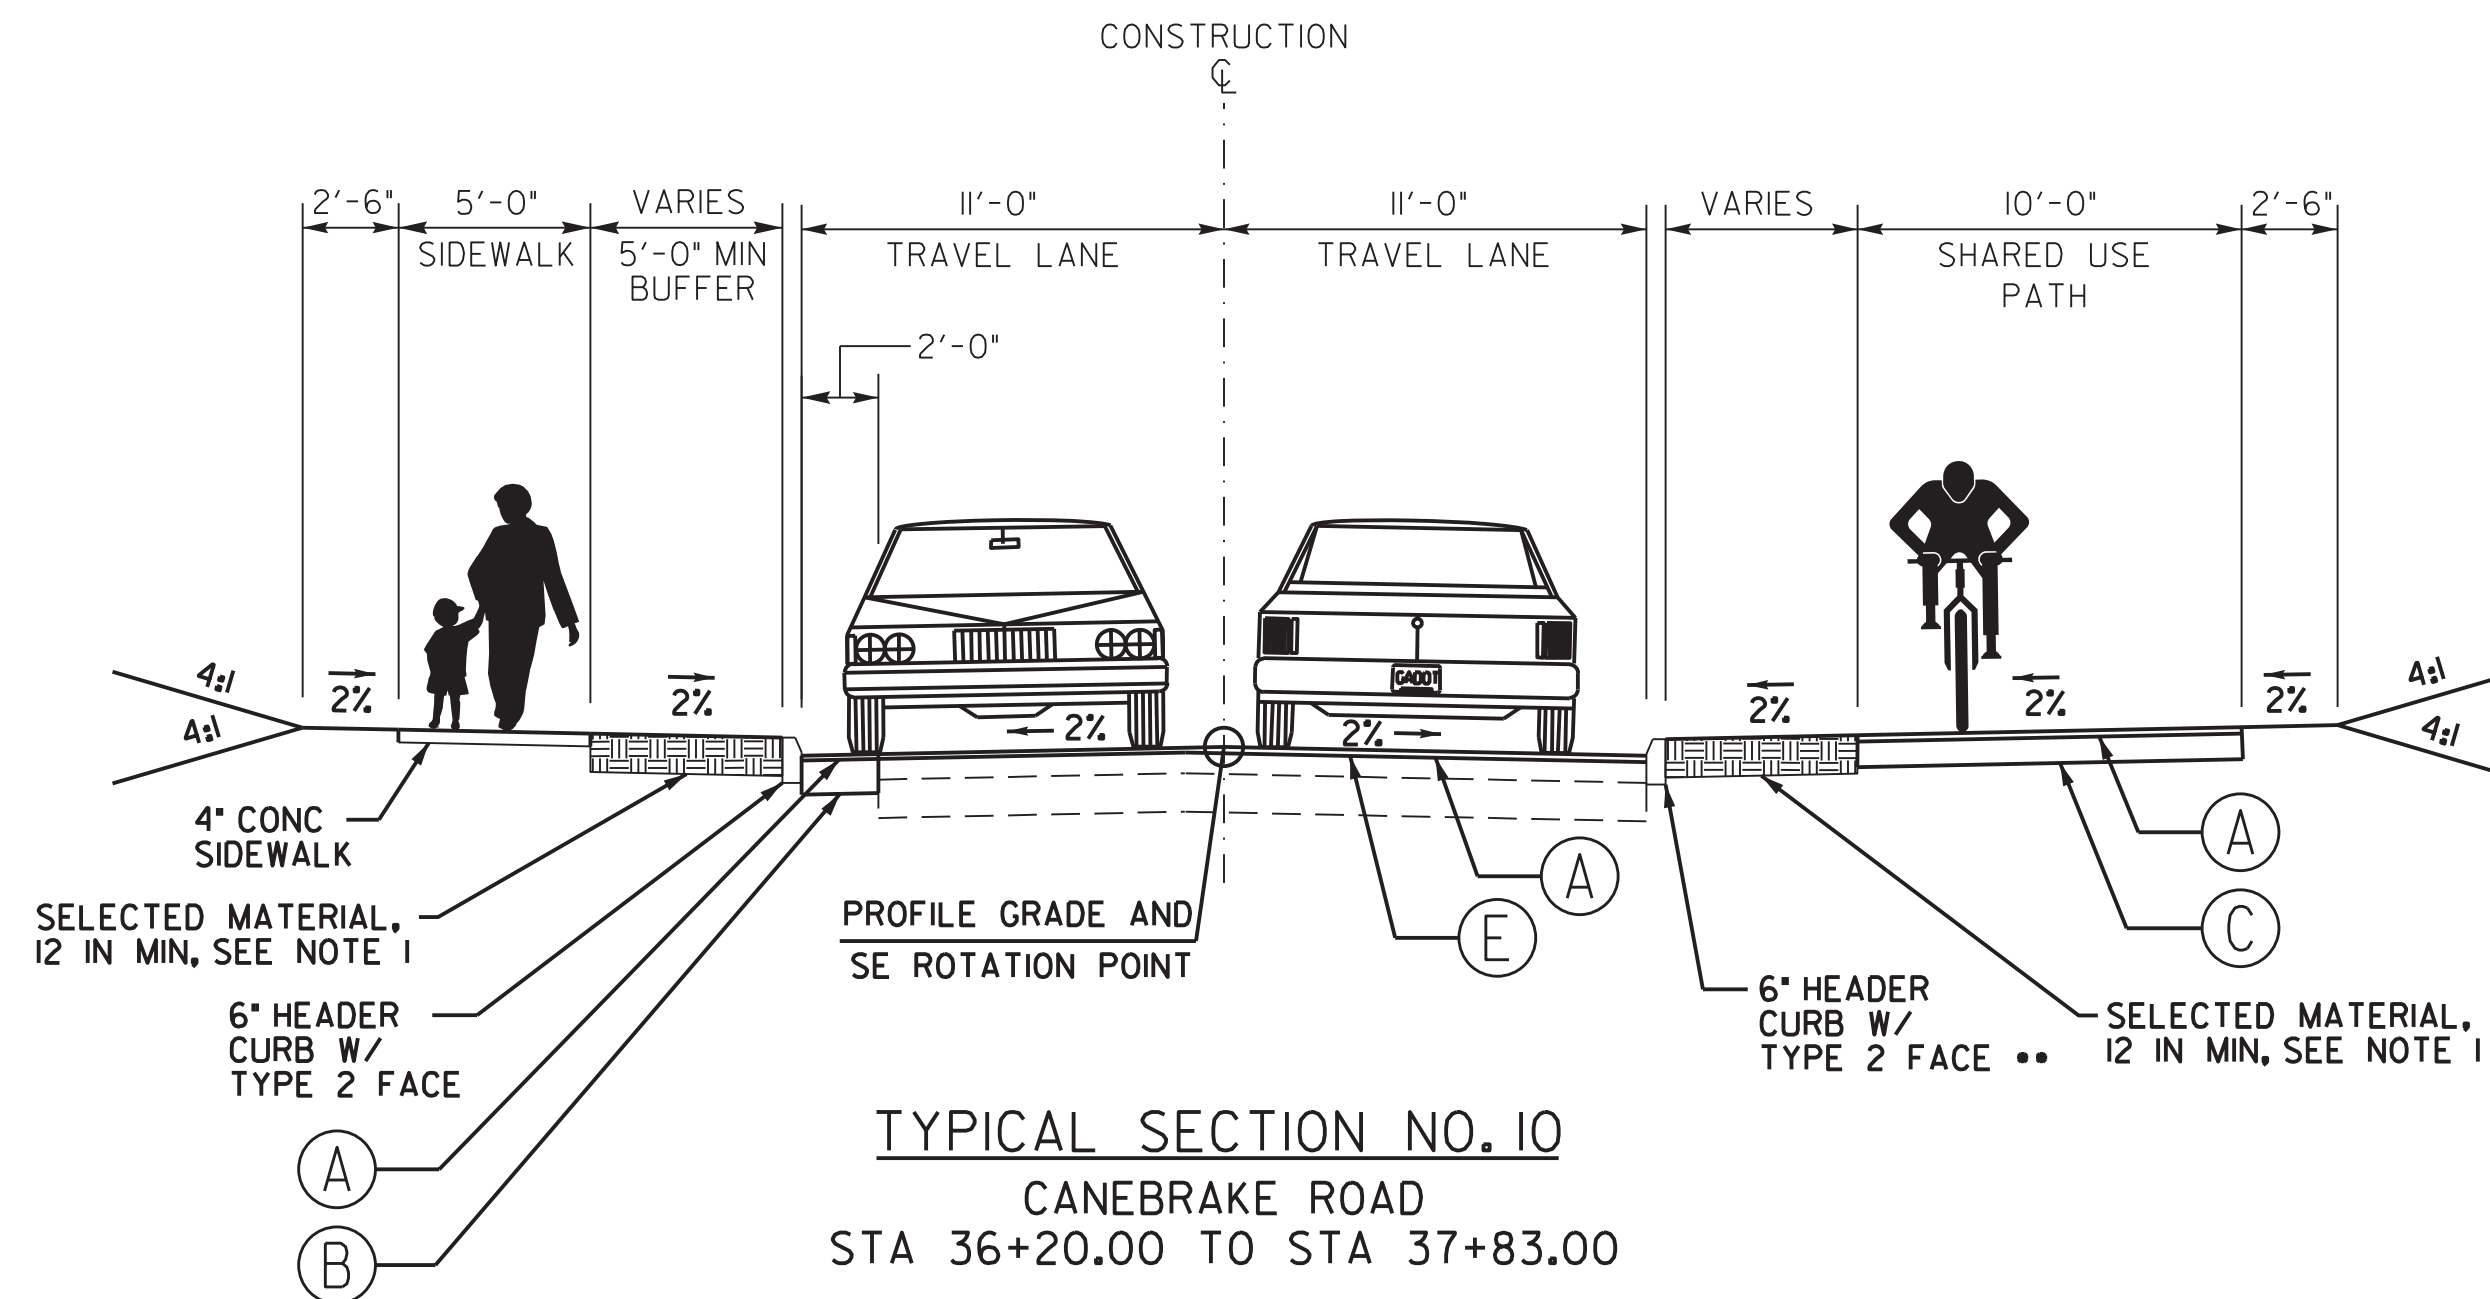 CONSTRUCTION
℄
2'-6" 5'-0" VARIES 11'-0" 11'-0" VARIES 10'-0" 2'-6"
SIDEWALK 5'-0" MIN TRAVEL LANE TRAVEL LANE SHARED USE
BUFFER PATH
2'-0"
GADOT
4:1 2% 2% 2% 2% 2% 2% 2% 4:1
4:1 4:1
4" CONC
SIDEWALK
SELECTED MATERIAL,
12 IN MIN, SEE NOTE 1
6" HEADER
CURB W/
TYPE 2 FACE
A
B
PROFILE GRADE AND
SE ROTATION POINT
E
A
A
C
6" HEADER
CURB W/
TYPE 2 FACE ••
SELECTED MATERIAL,
12 IN MIN, SEE NOTE 1
TYPICAL SECTION NO. 10
CANEBRAKE ROAD
STA 36+20.00 TO STA 37+83.00